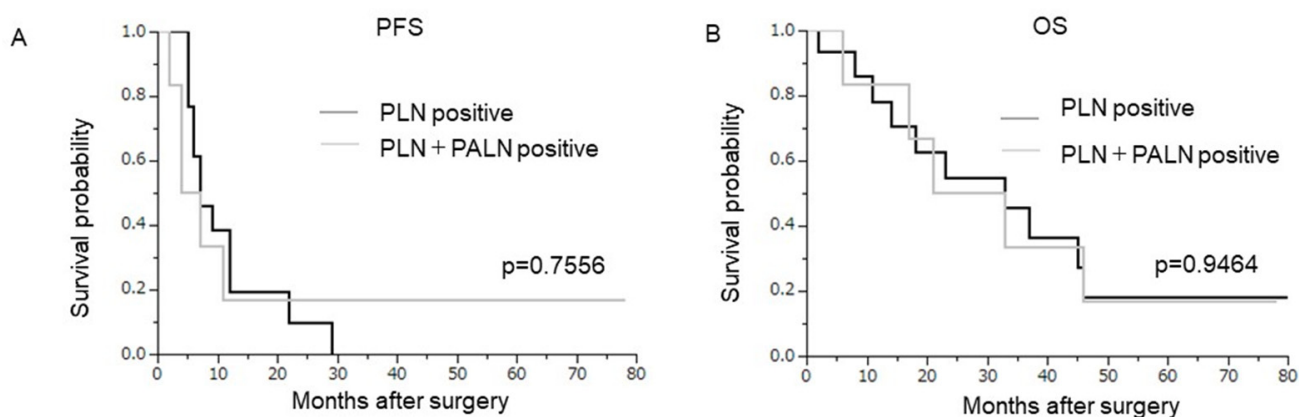 A
PFS
1.0
0.8
0.6
0.4
0.2
0.0
Survival probability
PLN positive
PLN + PALN positive
p=0.7556
0 10 20 30 40 50 60 70 80
Months after surgery
B
OS
1.0
0.8
0.6
0.4
0.2
0.0
Survival probability
PLN positive
PLN + PALN positive
p=0.9464
0 10 20 30 40 50 60 70 80
Months after surgery